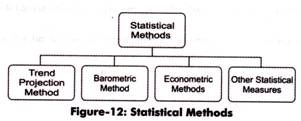 Statistical
Methods
Trend
Projection
Method
Barometric
Method
Econometric
Methods
Other Statistical
Measures
Figure-12: Statistical Methods